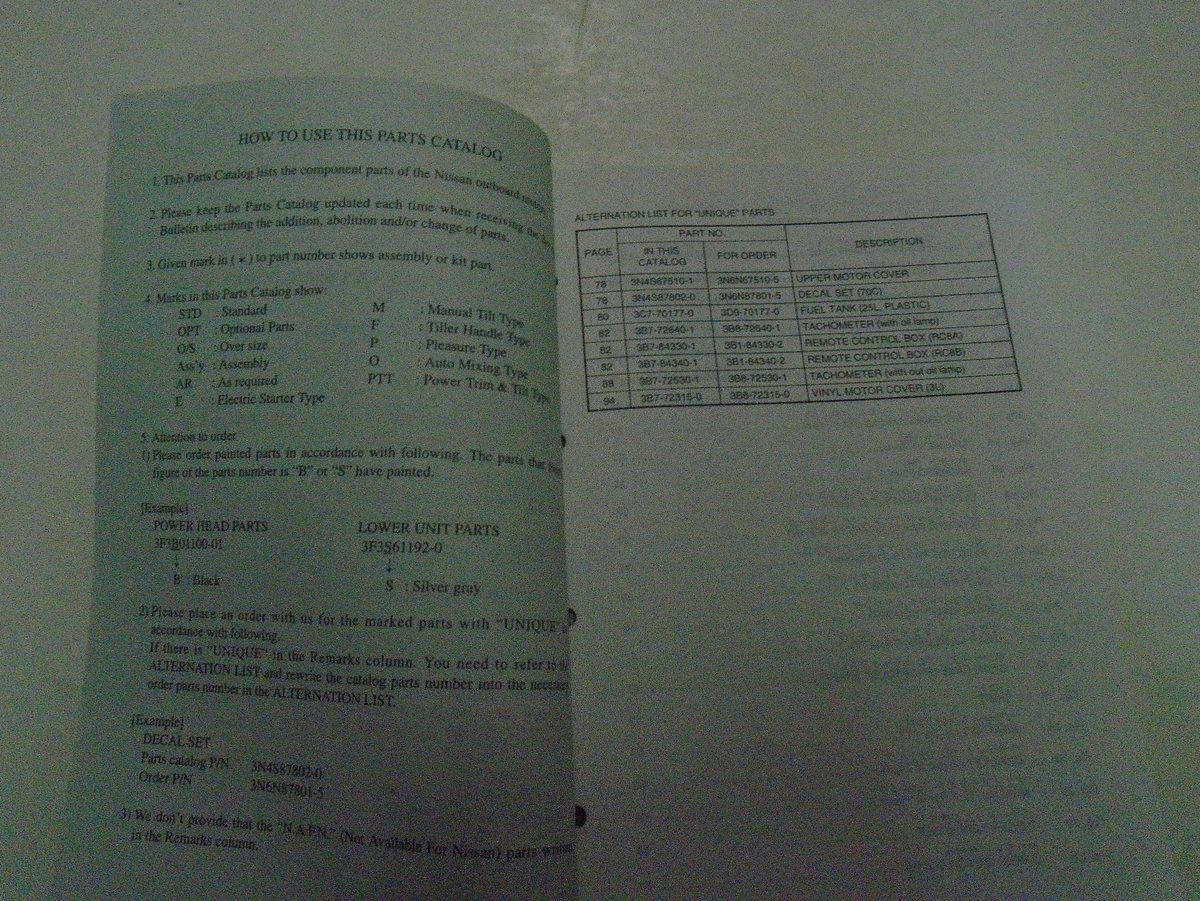 HOW TO USE THIS PARTS CATALOG
1. This Parts Catalog lists the component parts of the Nissan outboard motor.
2. Please keep the Parts Catalog updated each time when receiving the
Bulletin describing the addition, abolition and/or change of parts.
3. Given mark in ( * ) to part number shows assembly or kit part.
4. Marks in this Parts Catalog show:
STD : Standard M : Manual Tilt Type
OPT : Optional Parts F : Tiller Handle Type
O/S : Over size P : Pleasure Type
Ass'y : Assembly O : Auto Mixing Type
AR : As required PTT : Power Trim & Tilt Type
E : Electric Starter Type
5. Attention to order
1) Please order painted parts in accordance with following. The parts that
figure of the parts number is "B" or "S" have painted.
[Example]
POWER HEAD PARTS LOWER UNIT PARTS
3F3B01100-01 3F3S61192-0
↓ ↓
B : Black S : Silver gray
2) Please place an order with us for the marked parts with "UNIQUE"
accordance with following.
If there is "UNIQUE" in the Remarks column. You need to refer to
ALTERNATION LIST and rewrite the catalog parts number into the
order parts number in the ALTERNATION LIST.
[Example]
DECAL SET
Parts catalog P/N 3N4S87802-0
Order P/N 3N6N87801-5
3) We don't provide that the "N.A.F.N." (Not Available For Nissan) parts
in the Remarks column.
ALTERNATION LIST FOR "UNIQUE" PARTS
PAGE PART NO. DESCRIPTION
IN THIS CATALOG FOR ORDER
78 3N4S67510-1 3N6N67510-5 UPPER MOTOR COVER
78 3N4S87802-0 3N6N87801-5 DECAL SET (70C)
80 3C7-70177-0 3D9-70177-0 FUEL TANK (25L, PLASTIC)
82 3B7-72640-1 3B8-72640-1 TACHOMETER (with oil lamp)
82 3B7-84330-1 3B1-84330-2 REMOTE CONTROL BOX (RC8A)
82 3B7-84340-1 3B1-84340-2 REMOTE CONTROL BOX (RC8B)
88 3B7-72530-1 3B8-72530-1 TACHOMETER (with out oil lamp)
94 3B7-72315-0 3B8-72315-0 VINYL MOTOR COVER (3L)